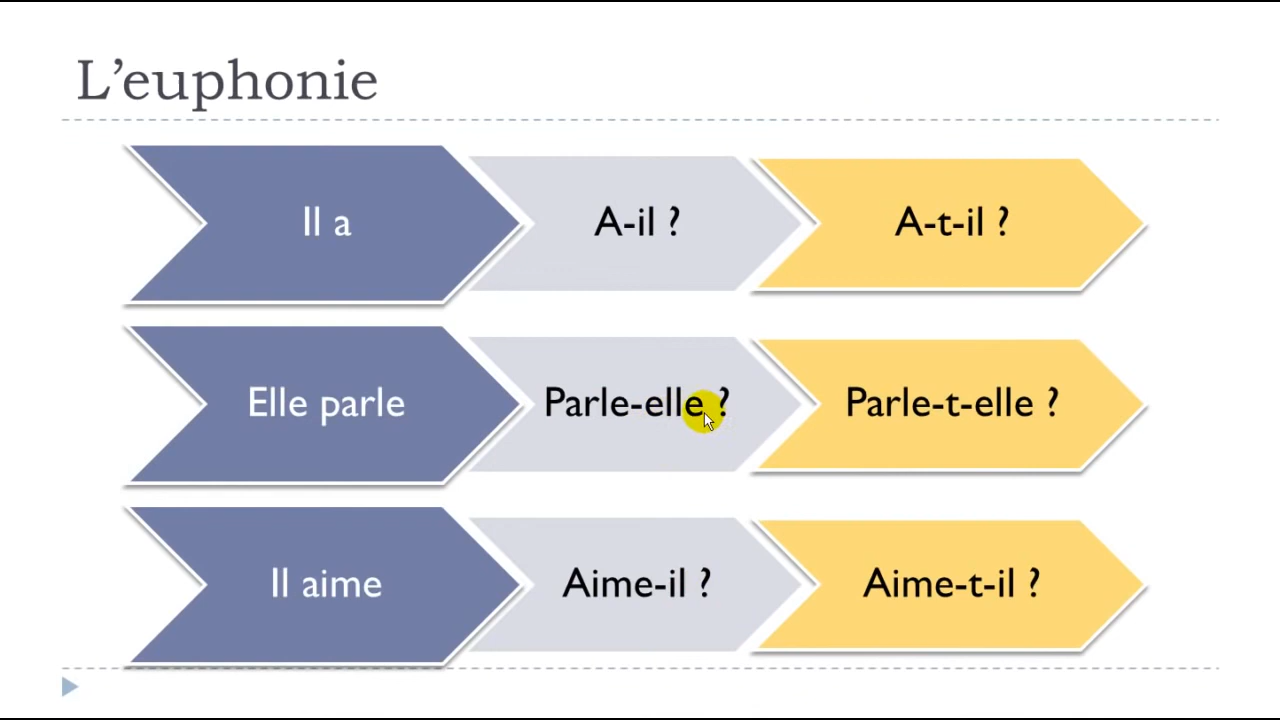 L’euphonie
Il a
A-il ?
A-t-il ?
Elle parle
Parle-elle ?
Parle-t-elle ?
Il aime
Aime-il ?
Aime-t-il ?